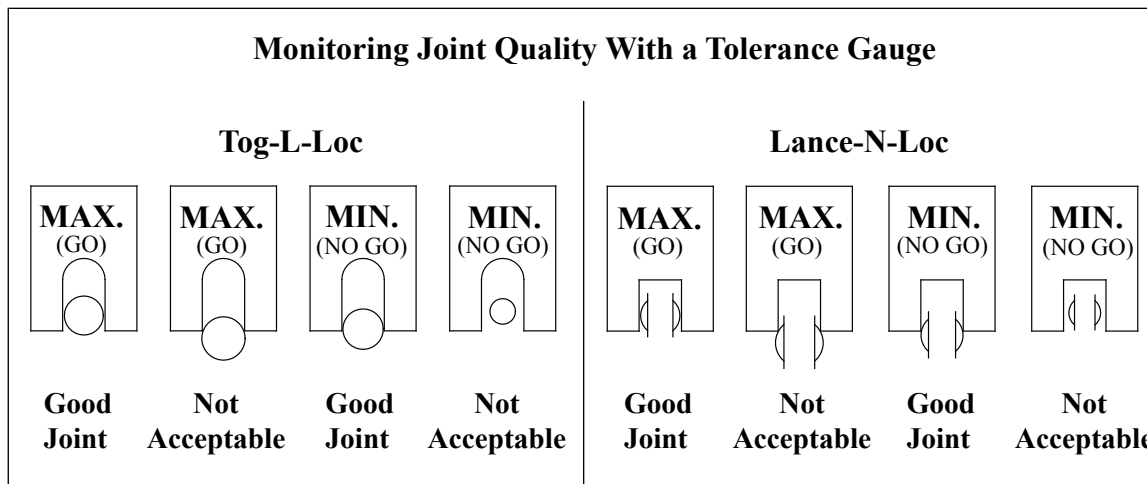 Monitoring Joint Quality With a Tolerance Gauge
Tog-L-Loc
MAX.
(GO)
Good
Joint
MAX.
(GO)
Not
Acceptable
MIN.
(NO GO)
Good
Joint
MIN.
(NO GO)
Not
Acceptable
Lance-N-Loc
MAX.
(GO)
Good
Joint
MAX.
(GO)
Not
Acceptable
MIN.
(NO GO)
Good
Joint
MIN.
(NO GO)
Not
Acceptable